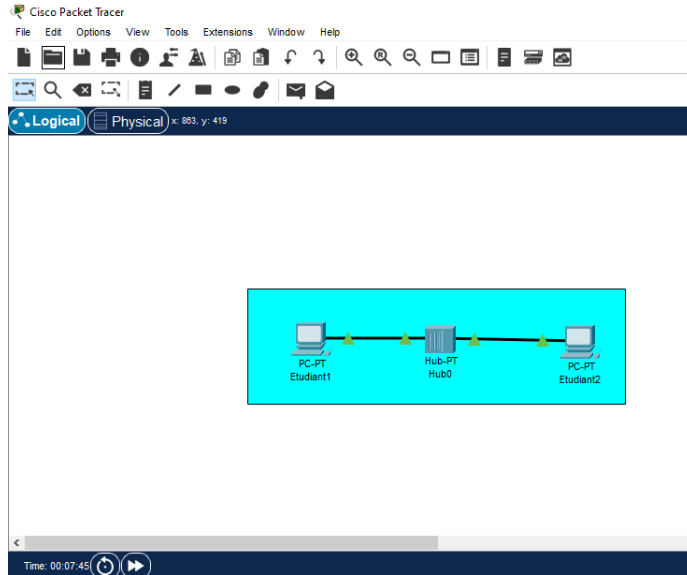 Cisco Packet Tracer
File Edit Options View Tools Extensions Window Help
Logical Physical x: 863, y: 419
PC-PT
Etudiant1
Hub-PT
Hub0
PC-PT
Etudiant2
Time: 00:07:45